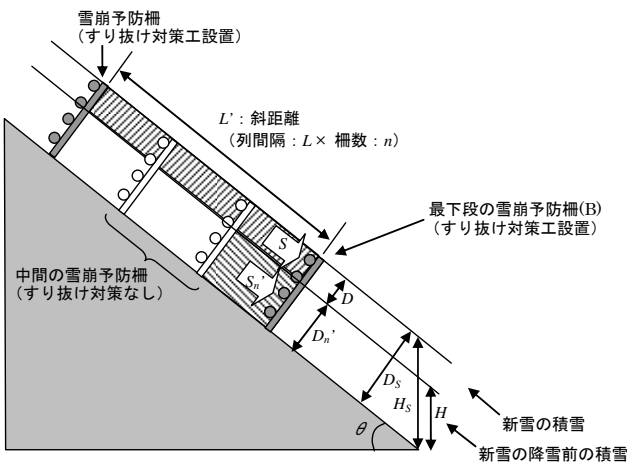 雪崩予防柵
（すり抜け対策工設置）
L’：斜距離
（列間隔：L× 柵数：n）
最下段の雪崩予防柵(B)
（すり抜け対策工設置）
S
Sn’
中間の雪崩予防柵
（すり抜け対策なし）
D
Dn’
DS
HS
H
θ
新雪の積雪
新雪の降雪前の積雪